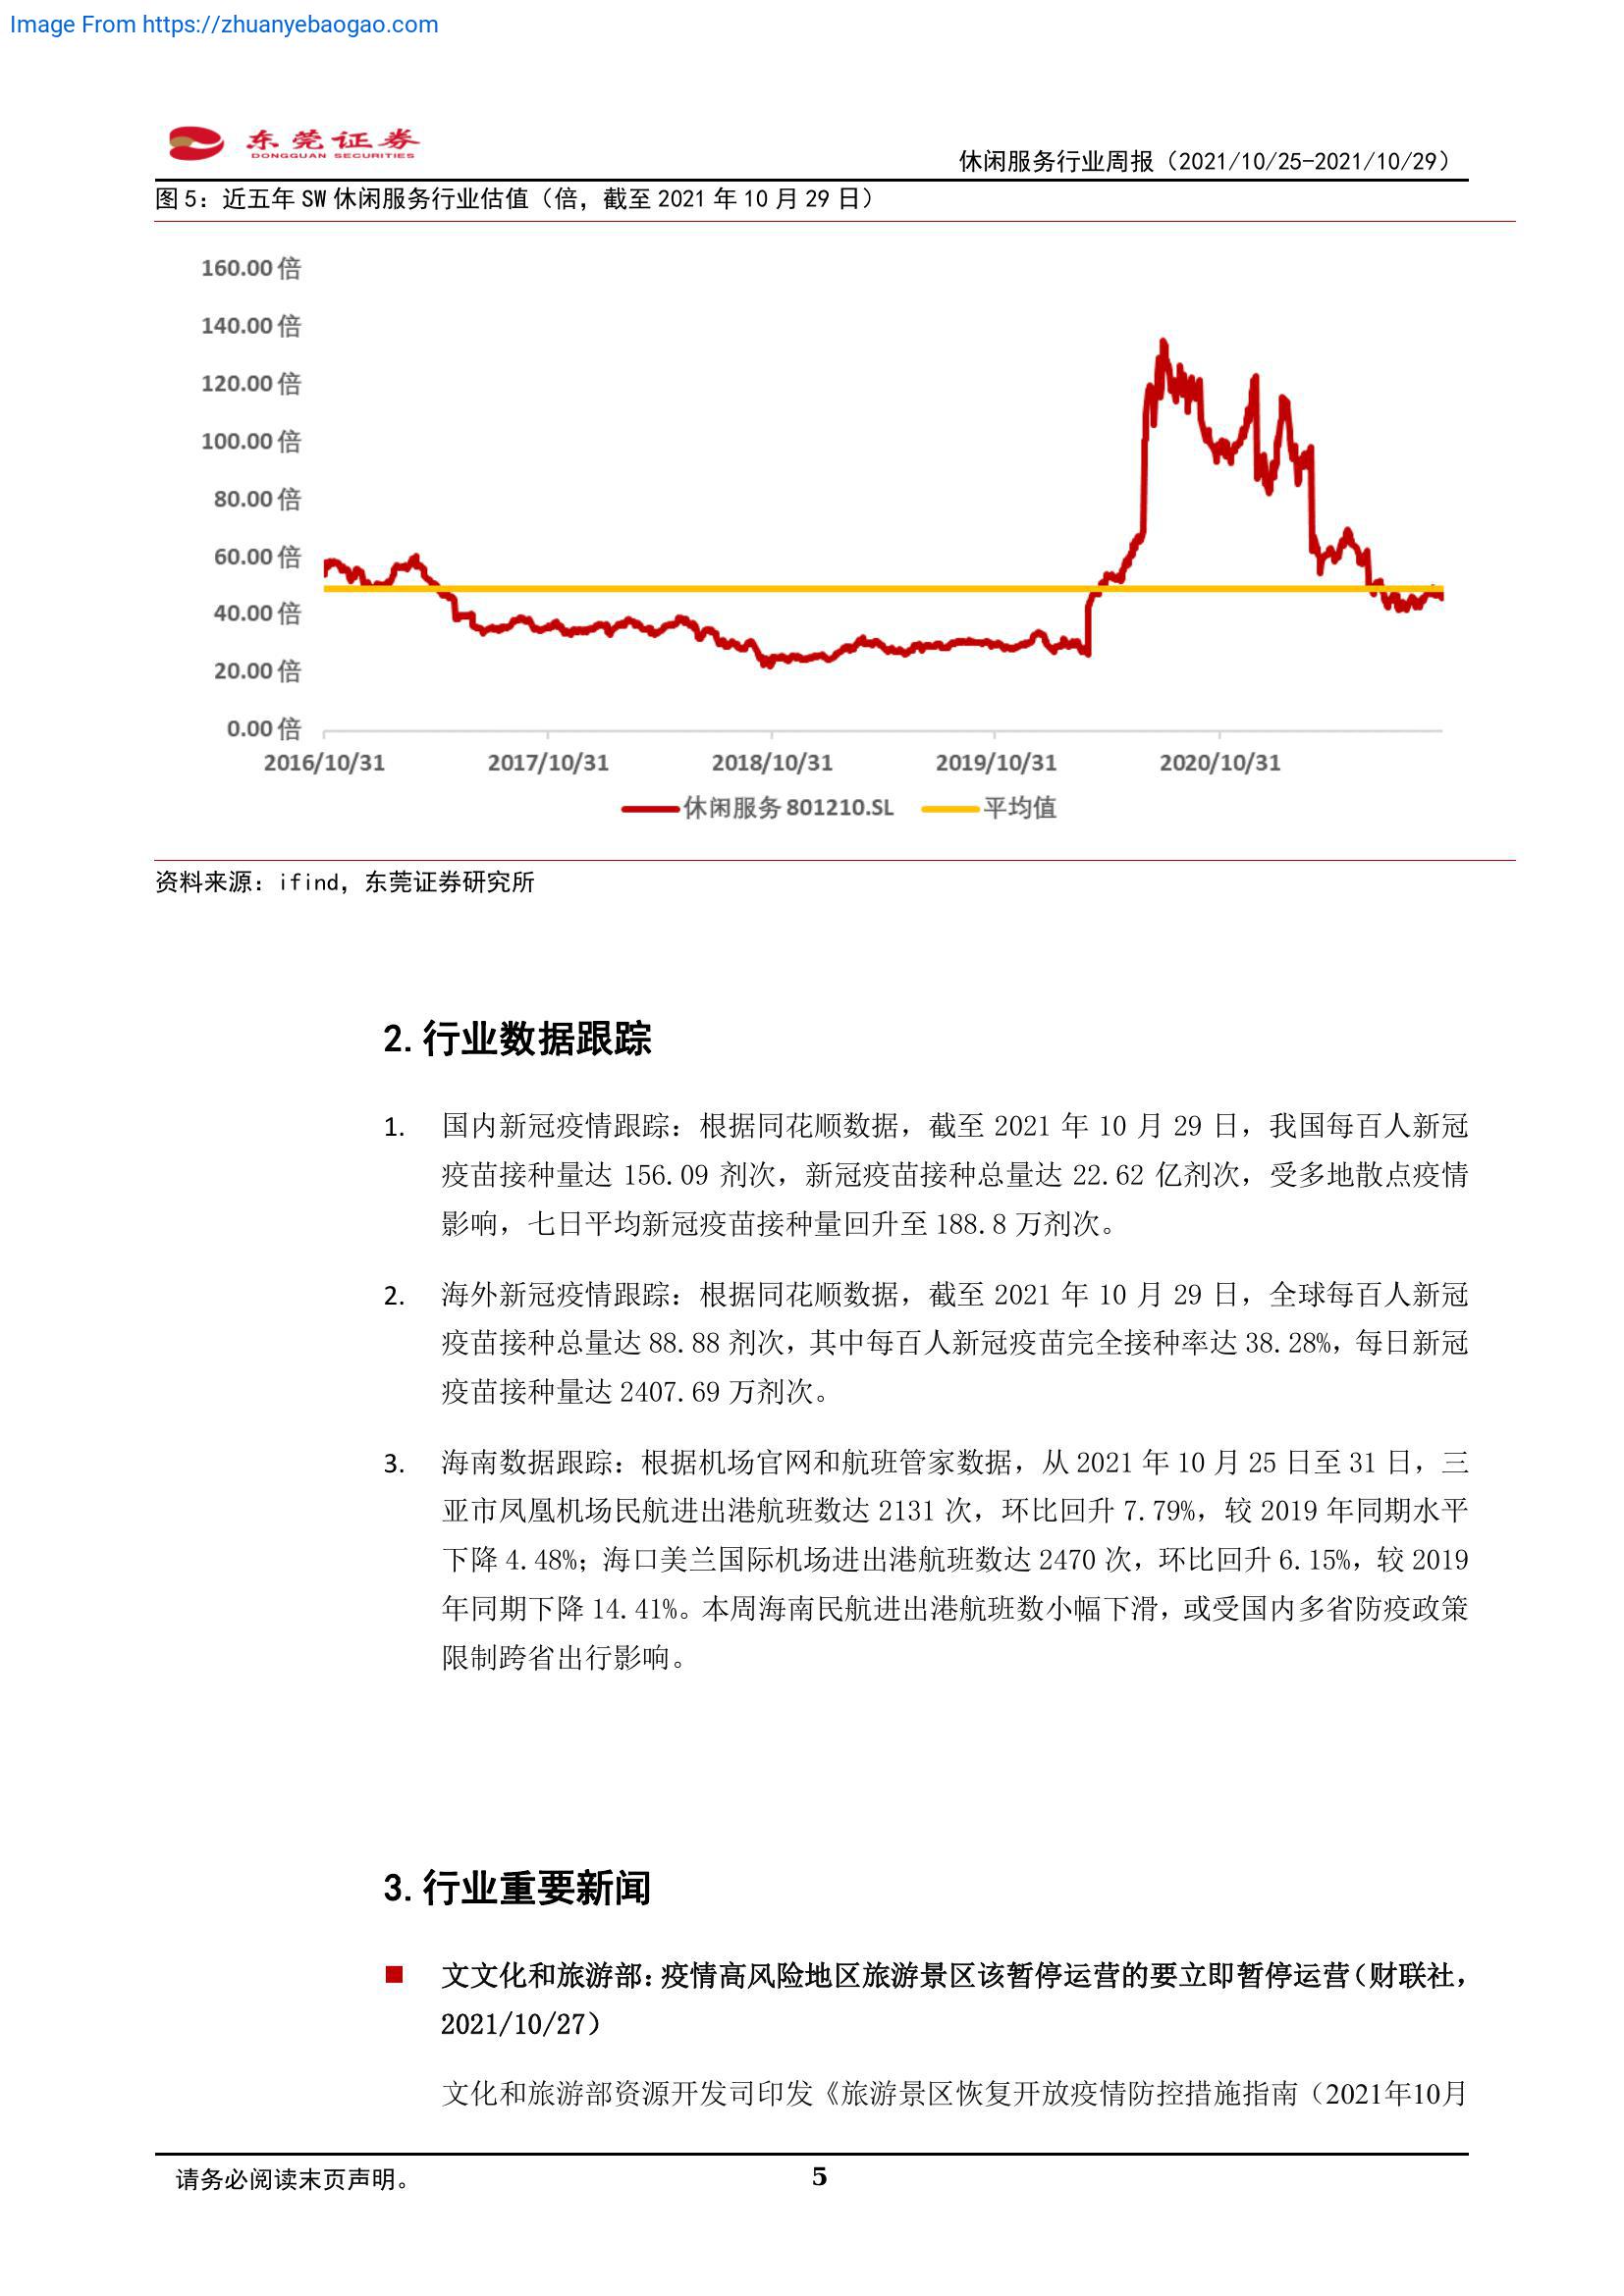 Image From https://zhuanyebaogao.com
东莞证券
DONGGUAN SECURITIES
休闲服务行业周报（2021/10/25-2021/10/29）
图 5：近五年 SW 休闲服务行业估值（倍，截至 2021 年 10 月 29 日）
160.00 倍
140.00 倍
120.00 倍
100.00 倍
80.00 倍
60.00 倍
40.00 倍
20.00 倍
0.00 倍
2016/10/31 2017/10/31 2018/10/31 2019/10/31 2020/10/31
休闲服务 801210.SL 平均值
资料来源：ifind，东莞证券研究所
2.行业数据跟踪
1. 国内新冠疫情跟踪：根据同花顺数据，截至 2021 年 10 月 29 日，我国每百人新冠
疫苗接种量达 156.09 剂次，新冠疫苗接种总量达 22.62 亿剂次，受多地散点疫情
影响，七日平均新冠疫苗接种量回升至 188.8 万剂次。
2. 海外新冠疫情跟踪：根据同花顺数据，截至 2021 年 10 月 29 日，全球每百人新冠
疫苗接种总量达 88.88 剂次，其中每百人新冠疫苗完全接种率达 38.28%，每日新冠
疫苗接种量达 2407.69 万剂次。
3. 海南数据跟踪：根据机场官网和航班管家数据，从 2021 年 10 月 25 日至 31 日，三
亚市凤凰机场民航进出港航班数达 2131 次，环比回升 7.79%，较 2019 年同期水平
下降 4.48%；海口美兰国际机场进出港航班数达 2470 次，环比回升 6.15%，较 2019
年同期下降 14.41%。本周海南民航进出港航班数小幅下滑，或受国内多省防疫政策
限制跨省出行影响。
3.行业重要新闻
■ 文文化和旅游部：疫情高风险地区旅游景区该暂停运营的要立即暂停运营（财联社，
2021/10/27）
文化和旅游部资源开发司印发《旅游景区恢复开放疫情防控措施指南（2021年10月
请务必阅读末页声明。 5